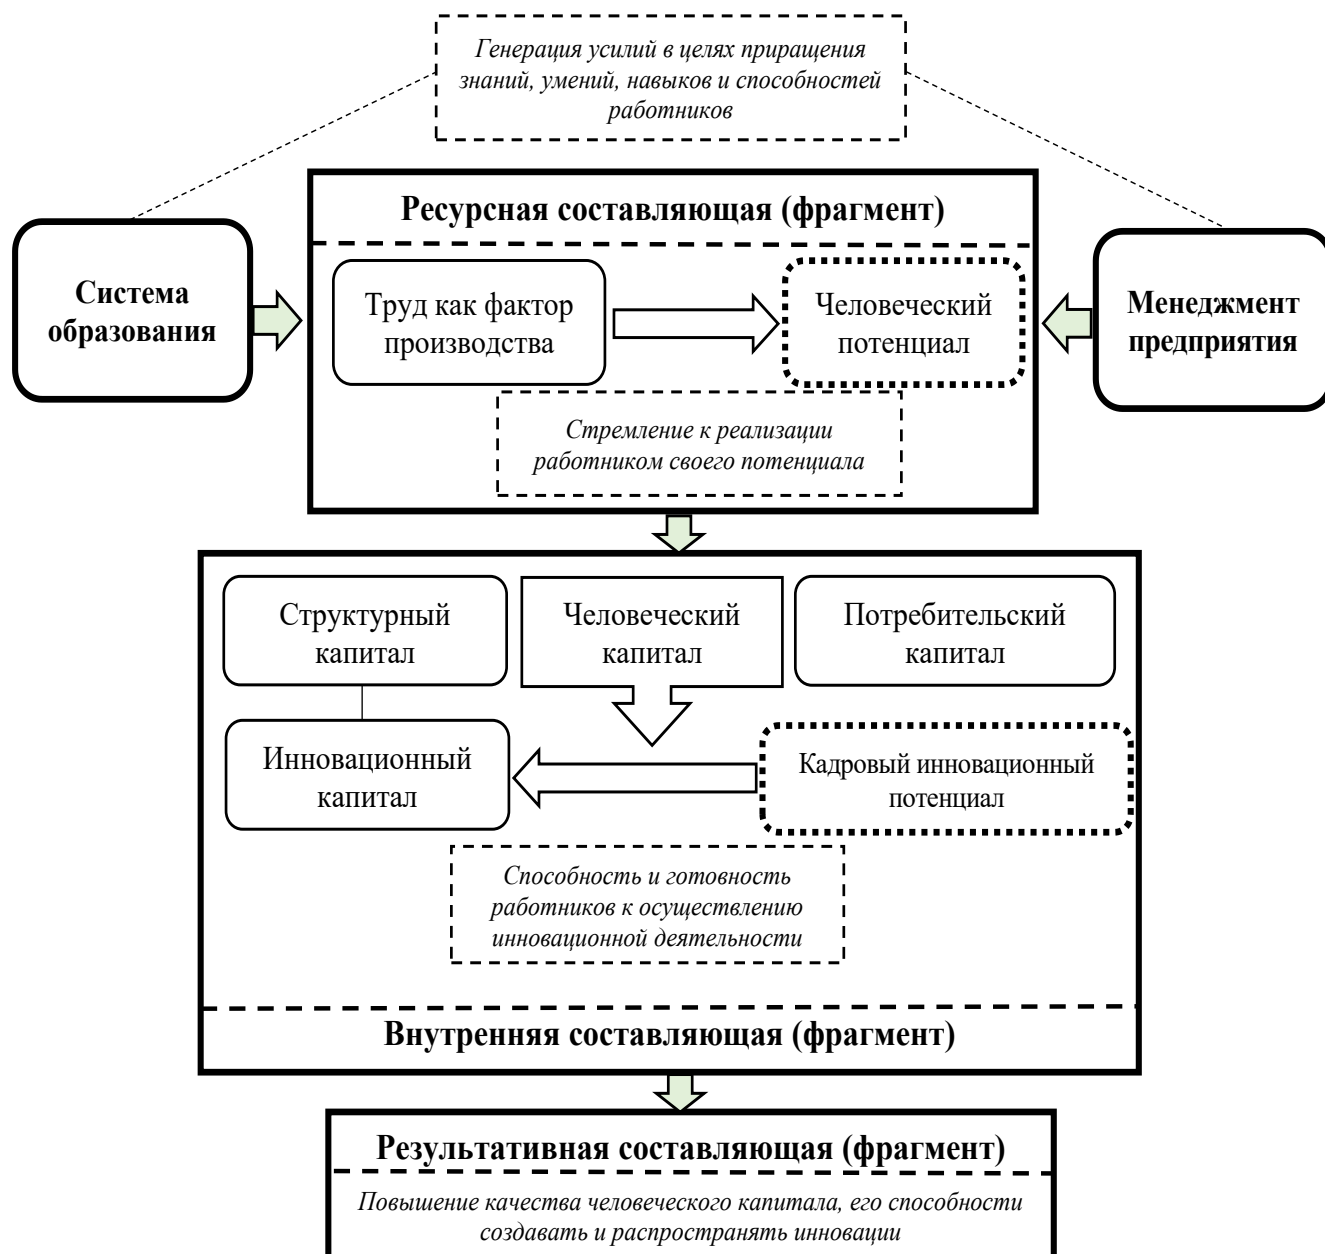 Генерация усилий в целях приращения
знаний, умений, навыков и способностей
работников
Ресурсная составляющая (фрагмент)
Система
образования
Труд как фактор
производства
Человеческий
потенциал
Менеджмент
предприятия
Стремление к реализации
работником своего потенциала
Структурный
капитал
Человеческий
капитал
Потребительский
капитал
Инновационный
капитал
Кадровый инновационный
потенциал
Способность и готовность
работников к осуществлению
инновационной деятельности
Внутренняя составляющая (фрагмент)
Результативная составляющая (фрагмент)
Повышение качества человеческого капитала, его способности
создавать и распространять инновации